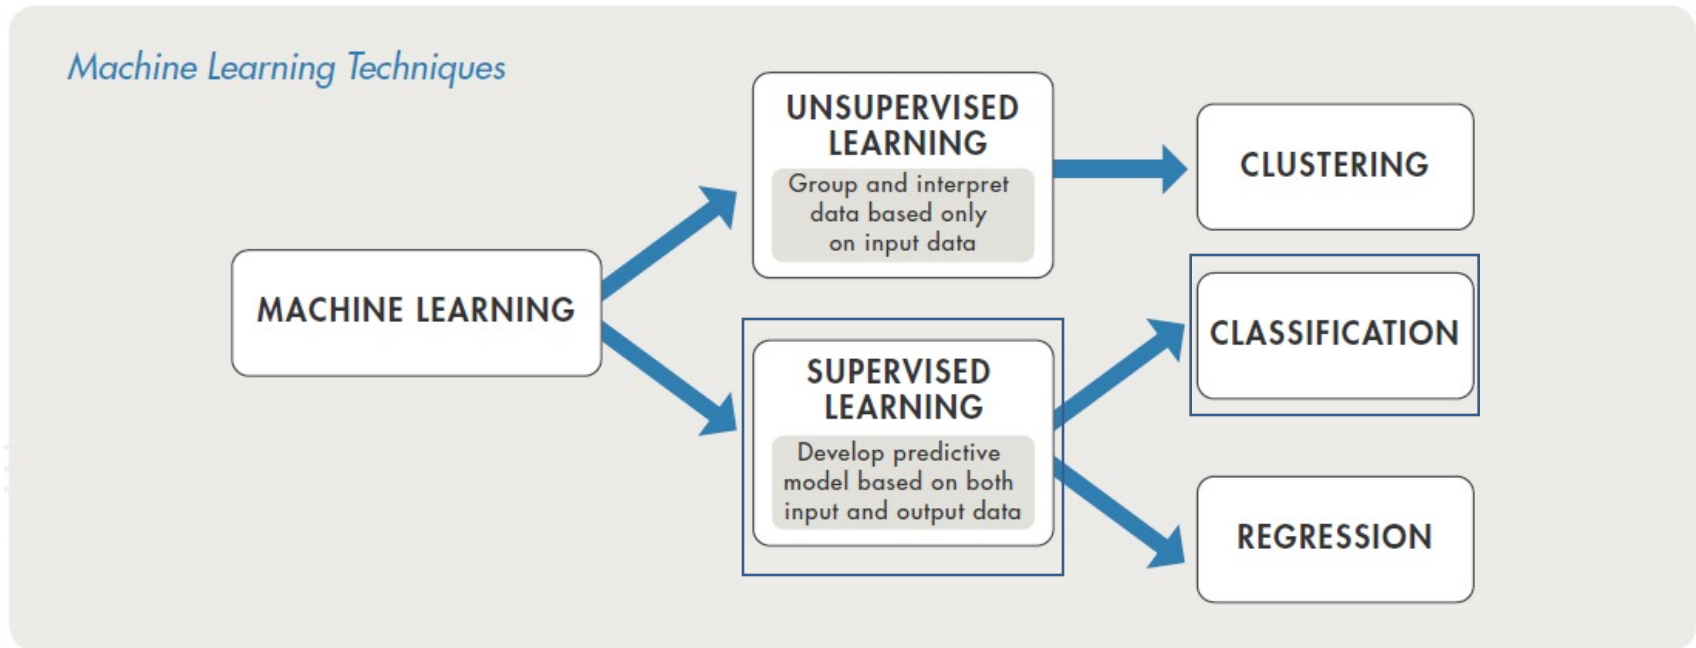 Machine Learning Techniques
UNSUPERVISED
LEARNING
Group and interpret
data based only
on input data
CLUSTERING
MACHINE LEARNING
SUPERVISED
LEARNING
Develop predictive
model based on both
input and output data
CLASSIFICATION
REGRESSION